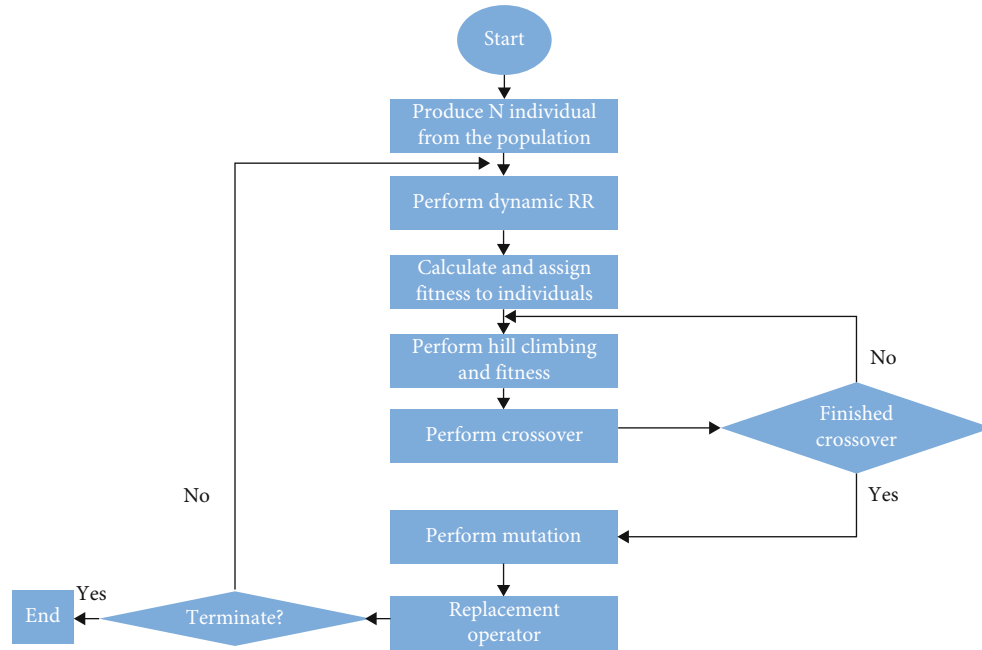 Start
Produce N individual
from the population
Perform dynamic RR
Calculate and assign
fitness to individuals
Perform hill climbing
and fitness
No
Finished
crossover
Perform crossover
Yes
No
Perform mutation
Yes
End
Terminate?
Replacement
operator